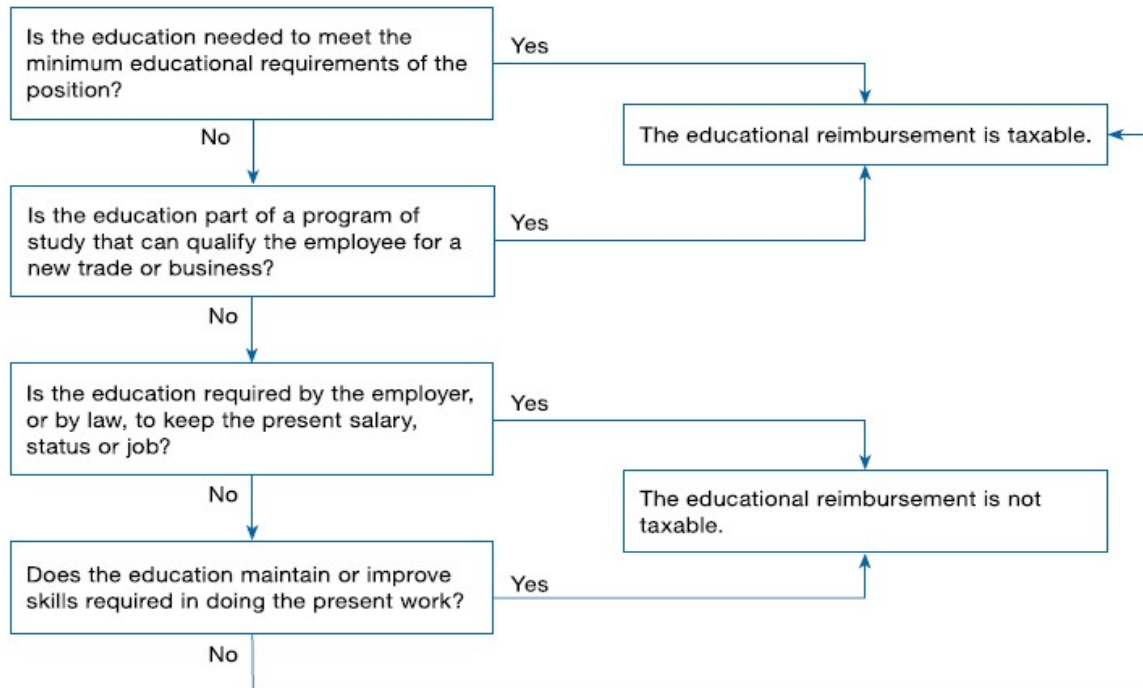 Is the education needed to meet the
minimum educational requirements of the
position?
Yes
The educational reimbursement is taxable.
No
Is the education part of a program of
study that can qualify the employee for a
new trade or business?
Yes
No
Is the education required by the employer,
or by law, to keep the present salary,
status or job?
Yes
No
The educational reimbursement is not
taxable.
Does the education maintain or improve
skills required in doing the present work?
Yes
No